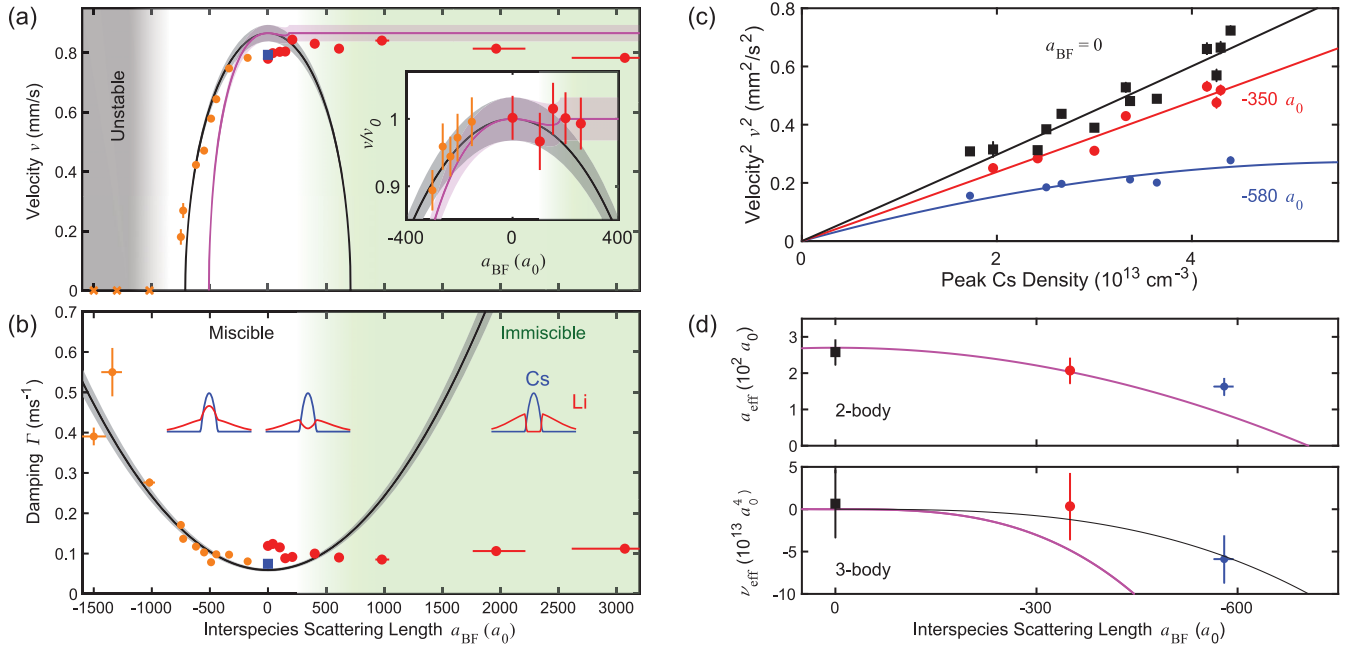 (a)
Velocity v (mm/s)
0.8
0.6
0.4
0.2
0
Unstable
v/v0
1
0.9
-400
0
400
aBF (a0)
(b)
Damping Γ (ms-1)
0.7
0.6
0.5
0.4
0.3
0.2
0.1
0
Miscible
Immiscible
Cs
Li
-1500 -1000 -500 0 500 1000 1500 2000 2500 3000
Interspecies Scattering Length aBF (a0)
(c)
Velocity2 v2 (mm2/s2)
0.8
0.6
0.4
0.2
0
aBF = 0
-350 a0
-580 a0
2 4
Peak Cs Density (1013 cm-3)
(d)
aeff (102 a0)
3
2
1
0
2-body
νeff (1013 a04)
5
0
-5
-10
3-body
0 -300 -600
Interspecies Scattering Length aBF (a0)